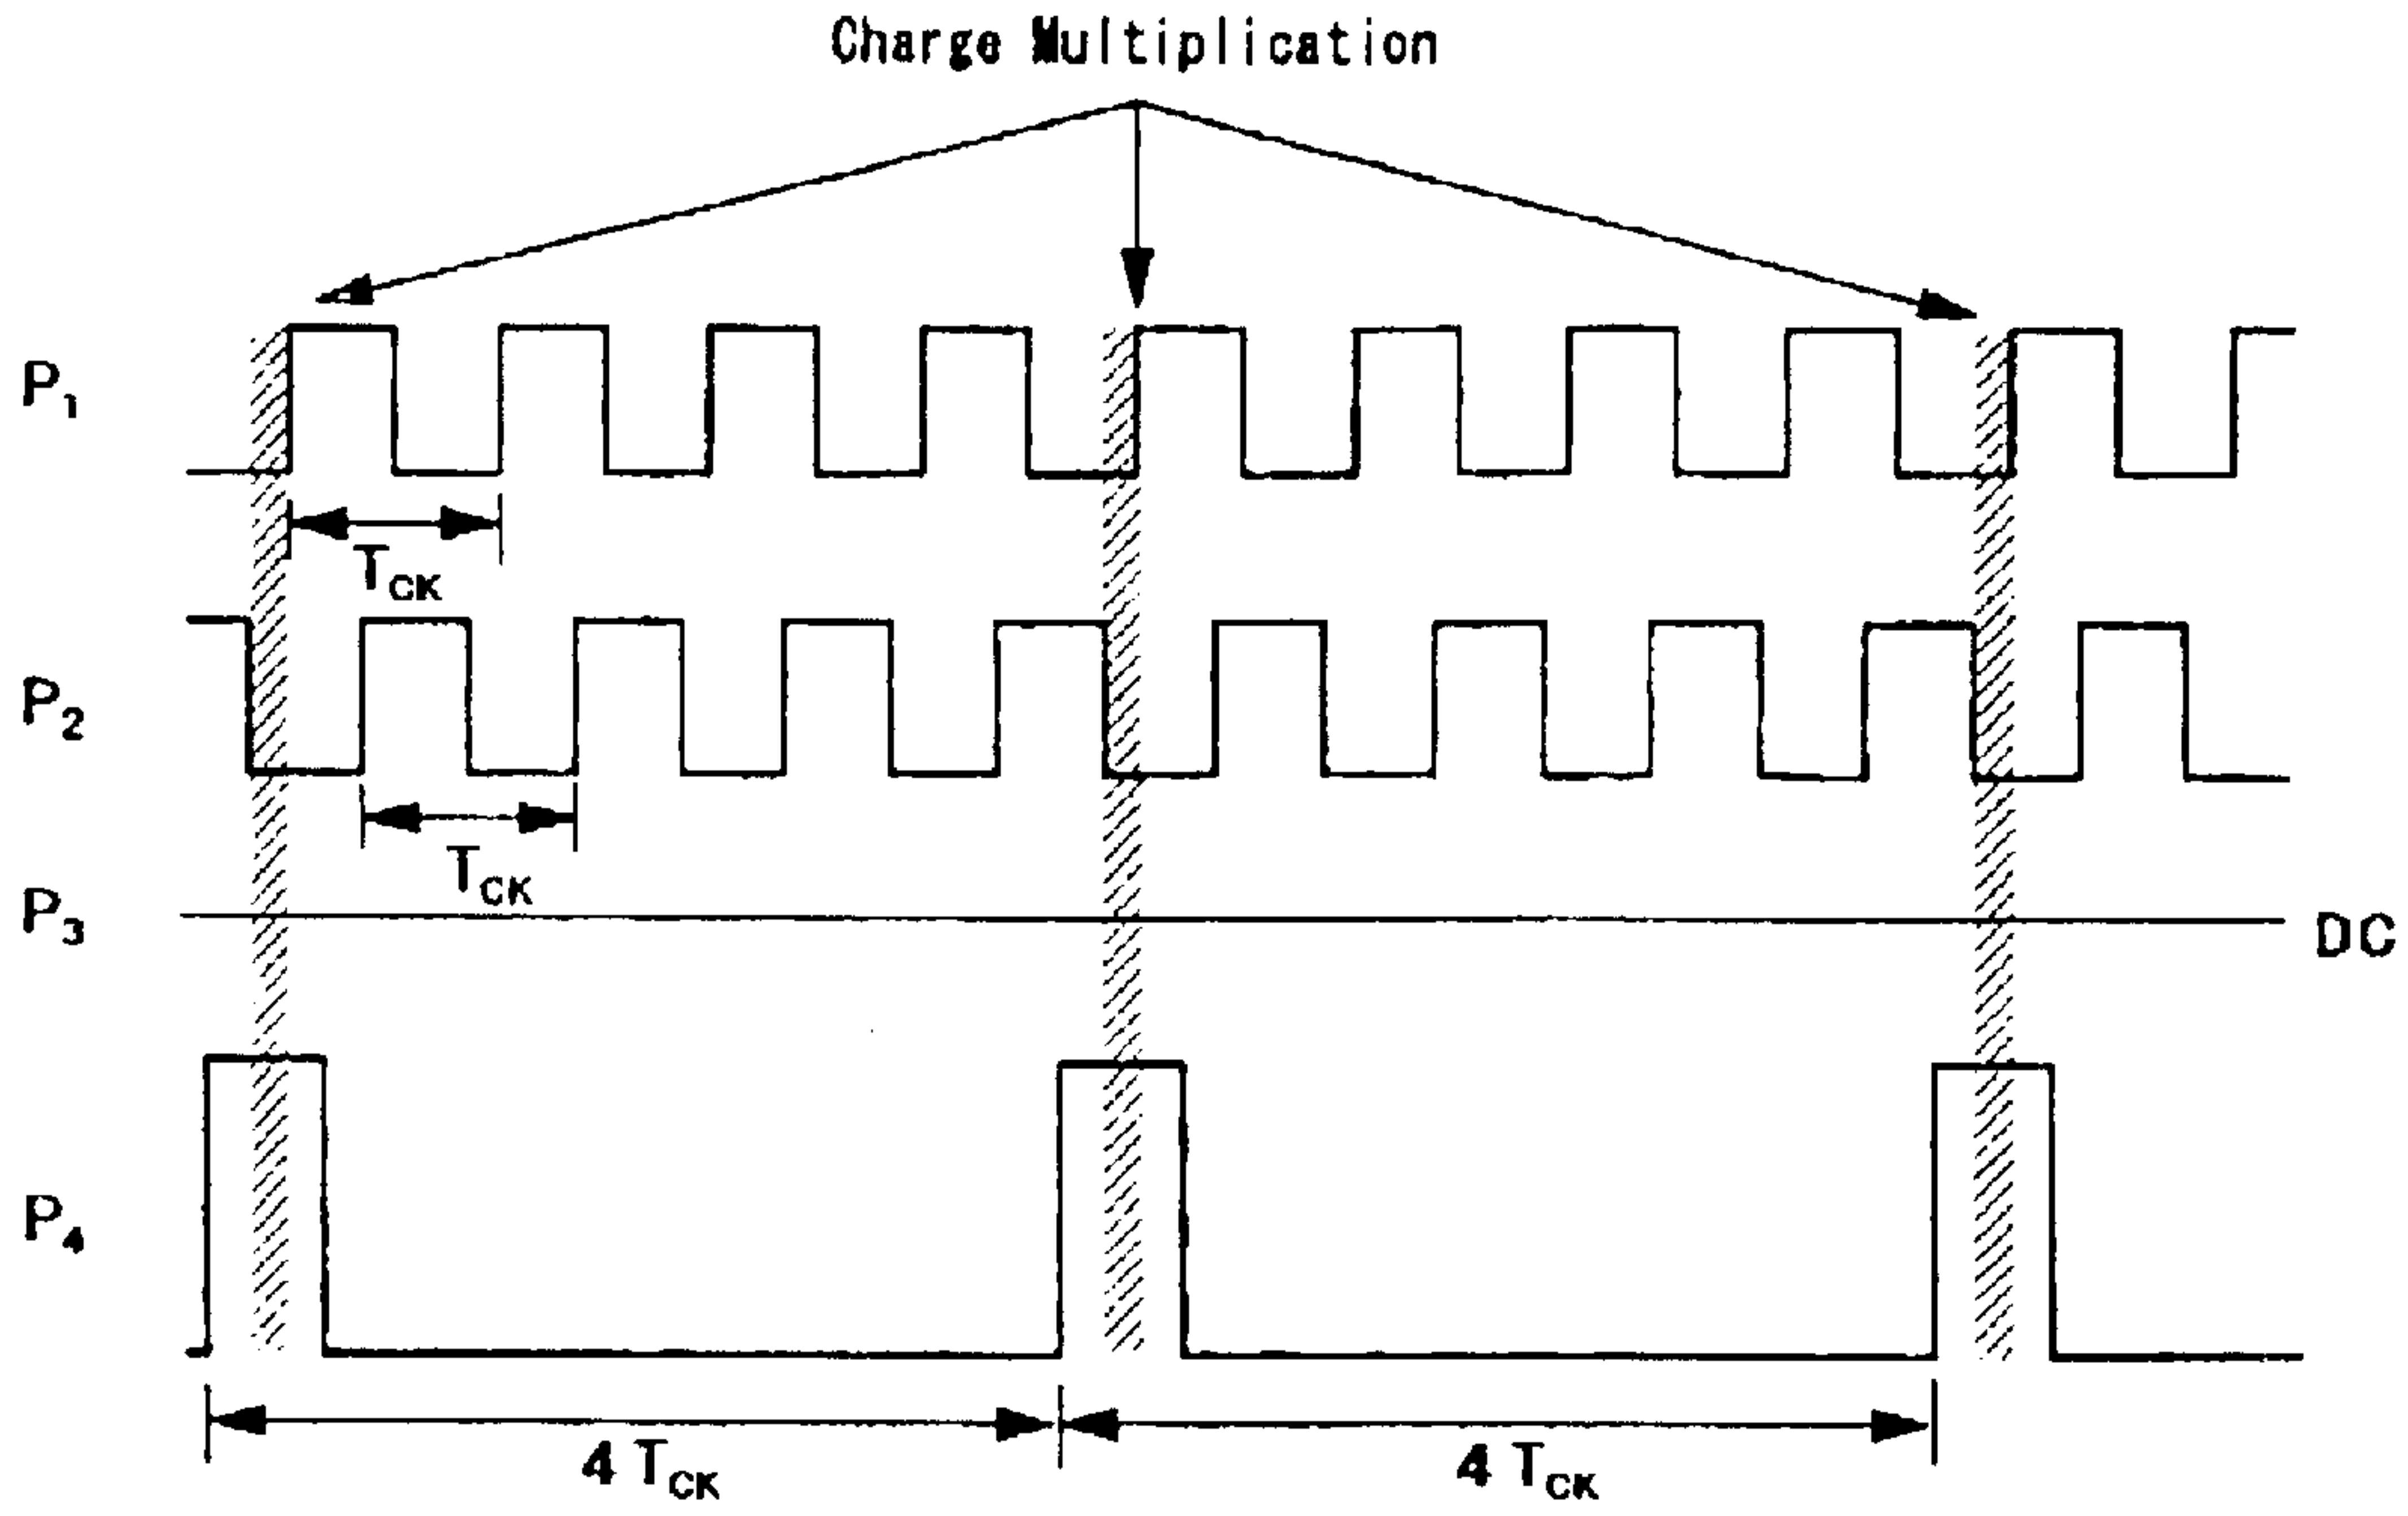 Charge Multiplication
P1
TCK
P2
TCK
P3
DC
P4
4 TCK
4 TCK